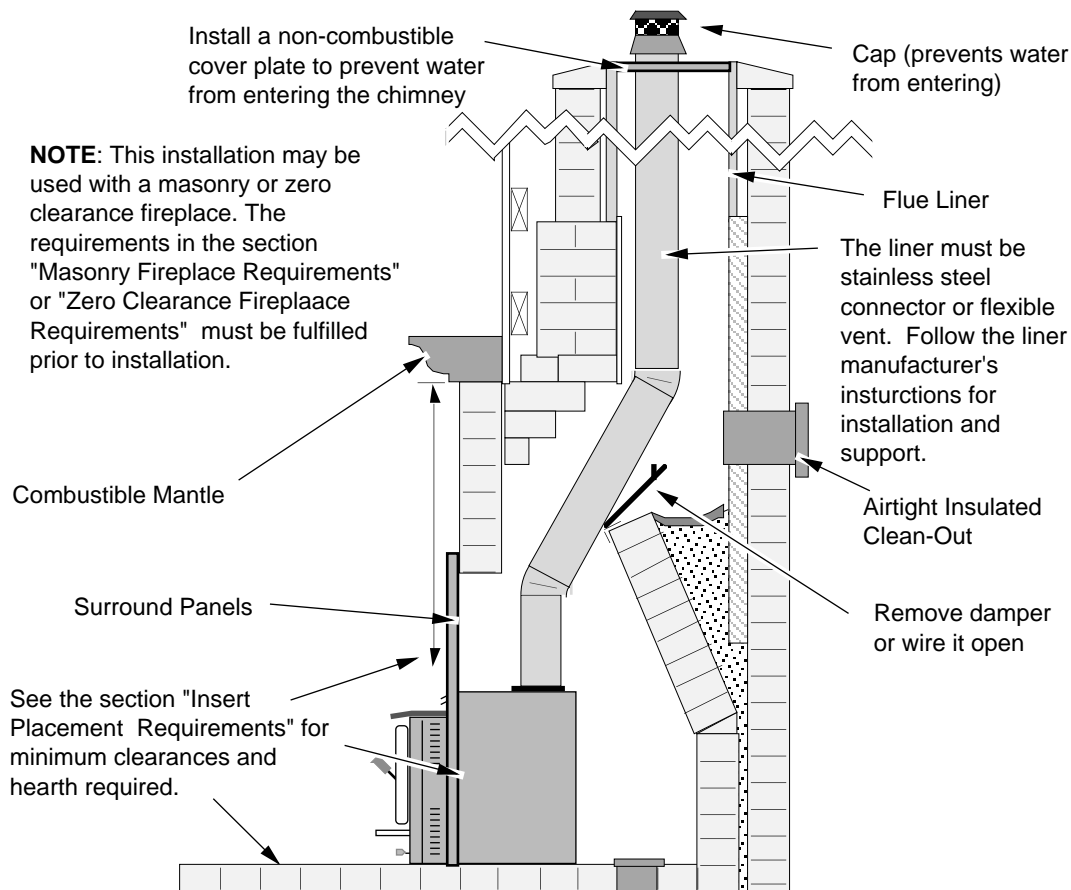 Install a non-combustible
cover plate to prevent water
from entering the chimney
Cap (prevents water
from entering)
NOTE: This installation may be
used with a masonry or zero
clearance fireplace. The
requirements in the section
"Masonry Fireplace Requirements"
or "Zero Clearance Fireplaace
Requirements" must be fulfilled
prior to installation.
Flue Liner
The liner must be
stainless steel
connector or flexible
vent. Follow the liner
manufacturer's
insturctions for
installation and
support.
Combustible Mantle
Airtight Insulated
Clean-Out
Surround Panels
Remove damper
or wire it open
See the section "Insert
Placement Requirements" for
minimum clearances and
hearth required.